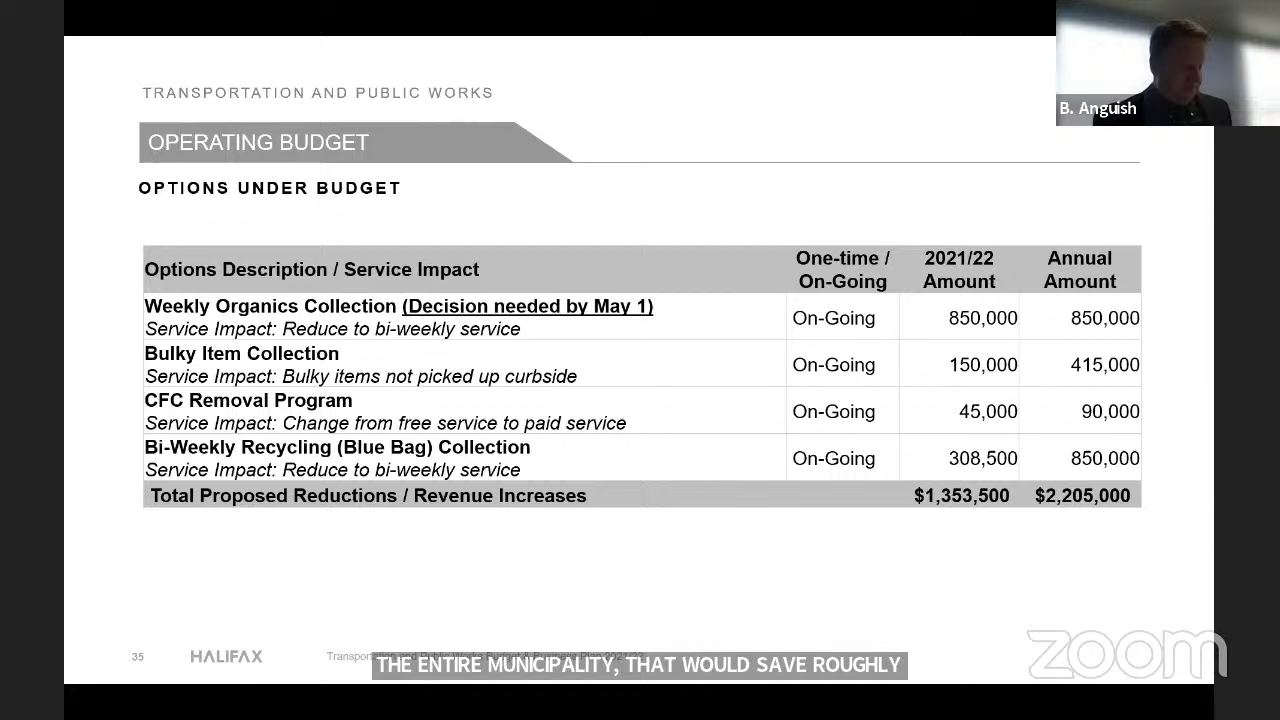 B. Anguish
TRANSPORTATION AND PUBLIC WORKS
OPERATING BUDGET
OPTIONS UNDER BUDGET
Options Description / Service Impact One-time / On-Going 2021/22 Amount Annual Amount
Weekly Organics Collection (Decision needed by May 1)
Service Impact: Reduce to bi-weekly service On-Going 850,000 850,000
Bulky Item Collection
Service Impact: Bulky items not picked up curbside On-Going 150,000 415,000
CFC Removal Program
Service Impact: Change from free service to paid service On-Going 45,000 90,000
Bi-Weekly Recycling (Blue Bag) Collection
Service Impact: Reduce to bi-weekly service On-Going 308,500 850,000
Total Proposed Reductions / Revenue Increases $1,353,500 $2,205,000
35 HALIFAX
THE ENTIRE MUNICIPALITY, THAT WOULD SAVE ROUGHLY
zoom